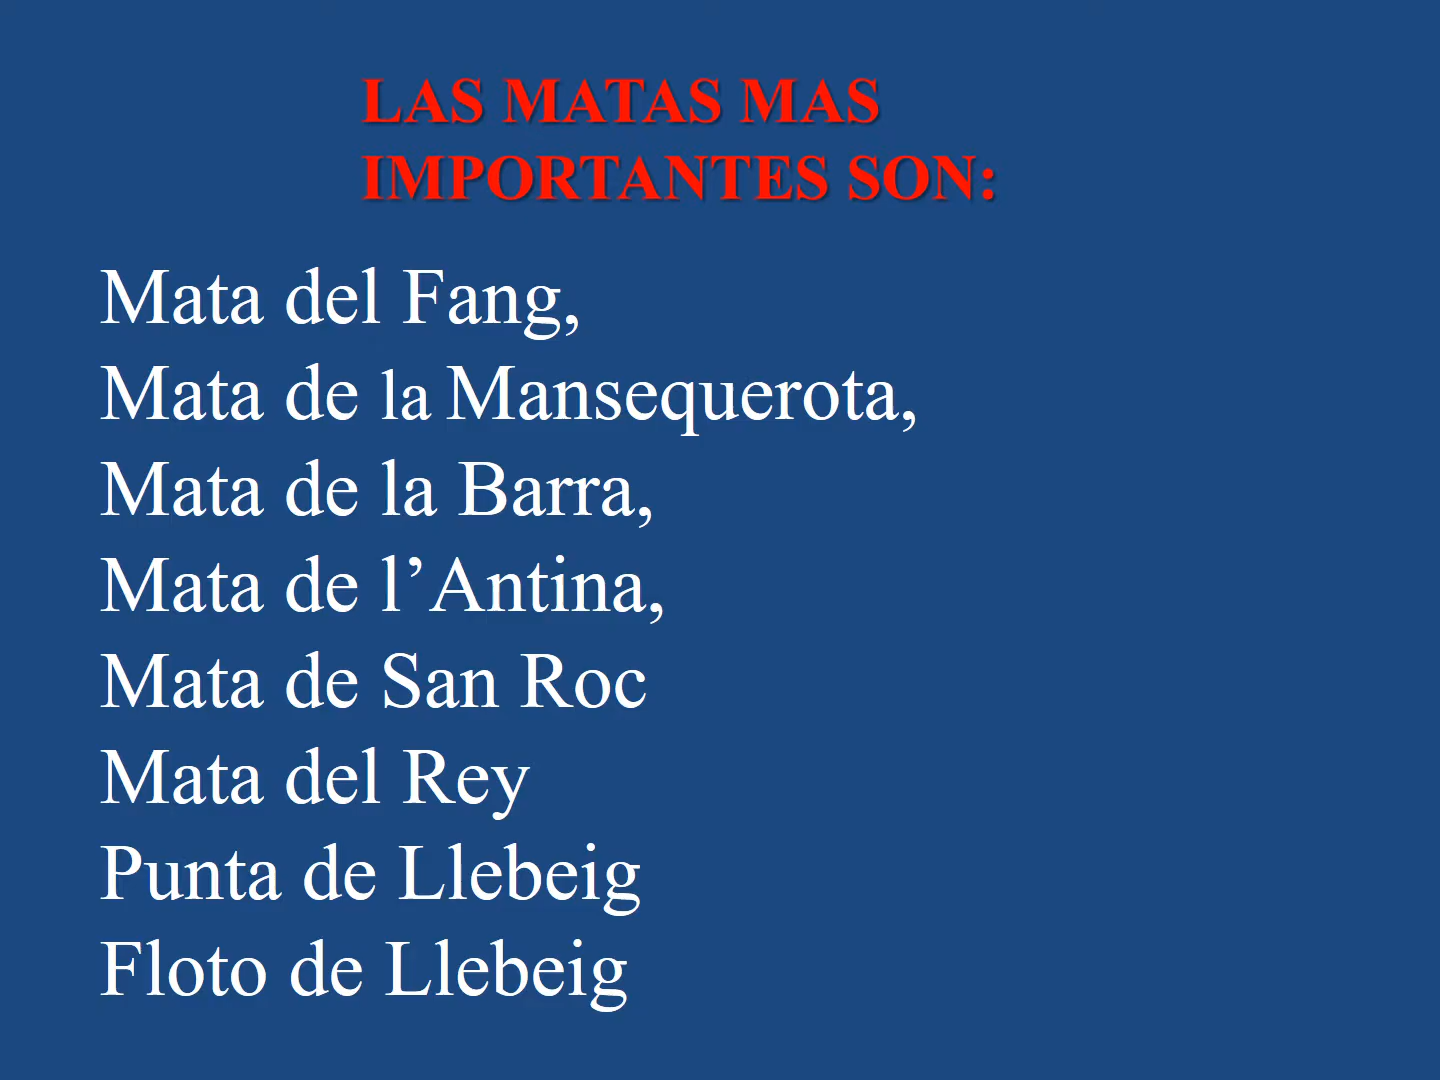 LAS MATAS MAS
IMPORTANTES SON:
Mata del Fang,
Mata de la Mansequerota,
Mata de la Barra,
Mata de l’Antina,
Mata de San Roc
Mata del Rey
Punta de Llebeig
Floto de Llebeig